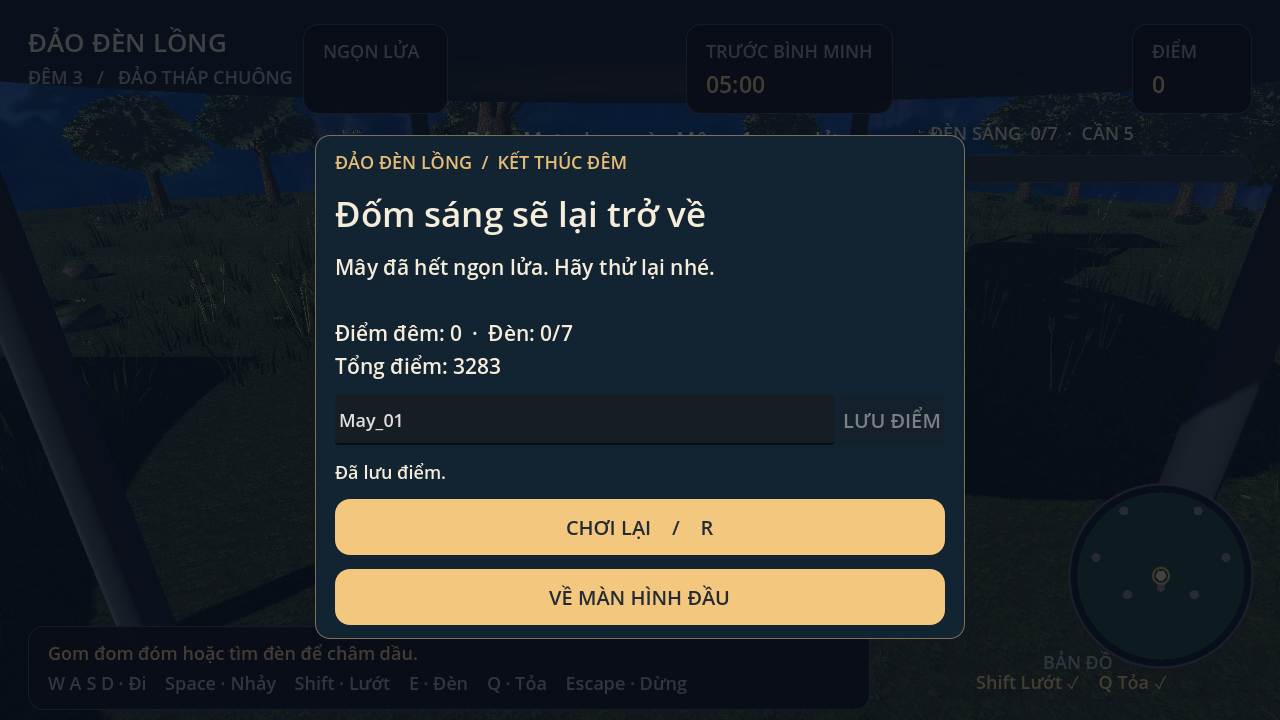 ĐẢO ĐÈN LỒNG
ĐÊM 3 / ĐẢO THÁP CHUÔNG
NGỌN LỬA
TRƯỚC BÌNH MINH
05:00
ĐIỂM
0
ĐÈN SÁNG 0/7 · CẦN 5
ĐẢO ĐÈN LỒNG / KẾT THÚC ĐÊM
Đốm sáng sẽ lại trở về
Mây đã hết ngọn lửa. Hãy thử lại nhé.
Điểm đêm: 0 · Đèn: 0/7
Tổng điểm: 3283
May_01
LƯU ĐIỂM
Đã lưu điểm.
CHƠI LẠI / R
VỀ MÀN HÌNH ĐẦU
Gom đom đóm hoặc tìm đèn để châm dầu.
W A S D · Đi Space · Nhảy Shift · Lướt E · Đèn Q · Tỏa Escape · Dừng
BẢN ĐỒ
Shift Lướt ✓ Q Tỏa ✓